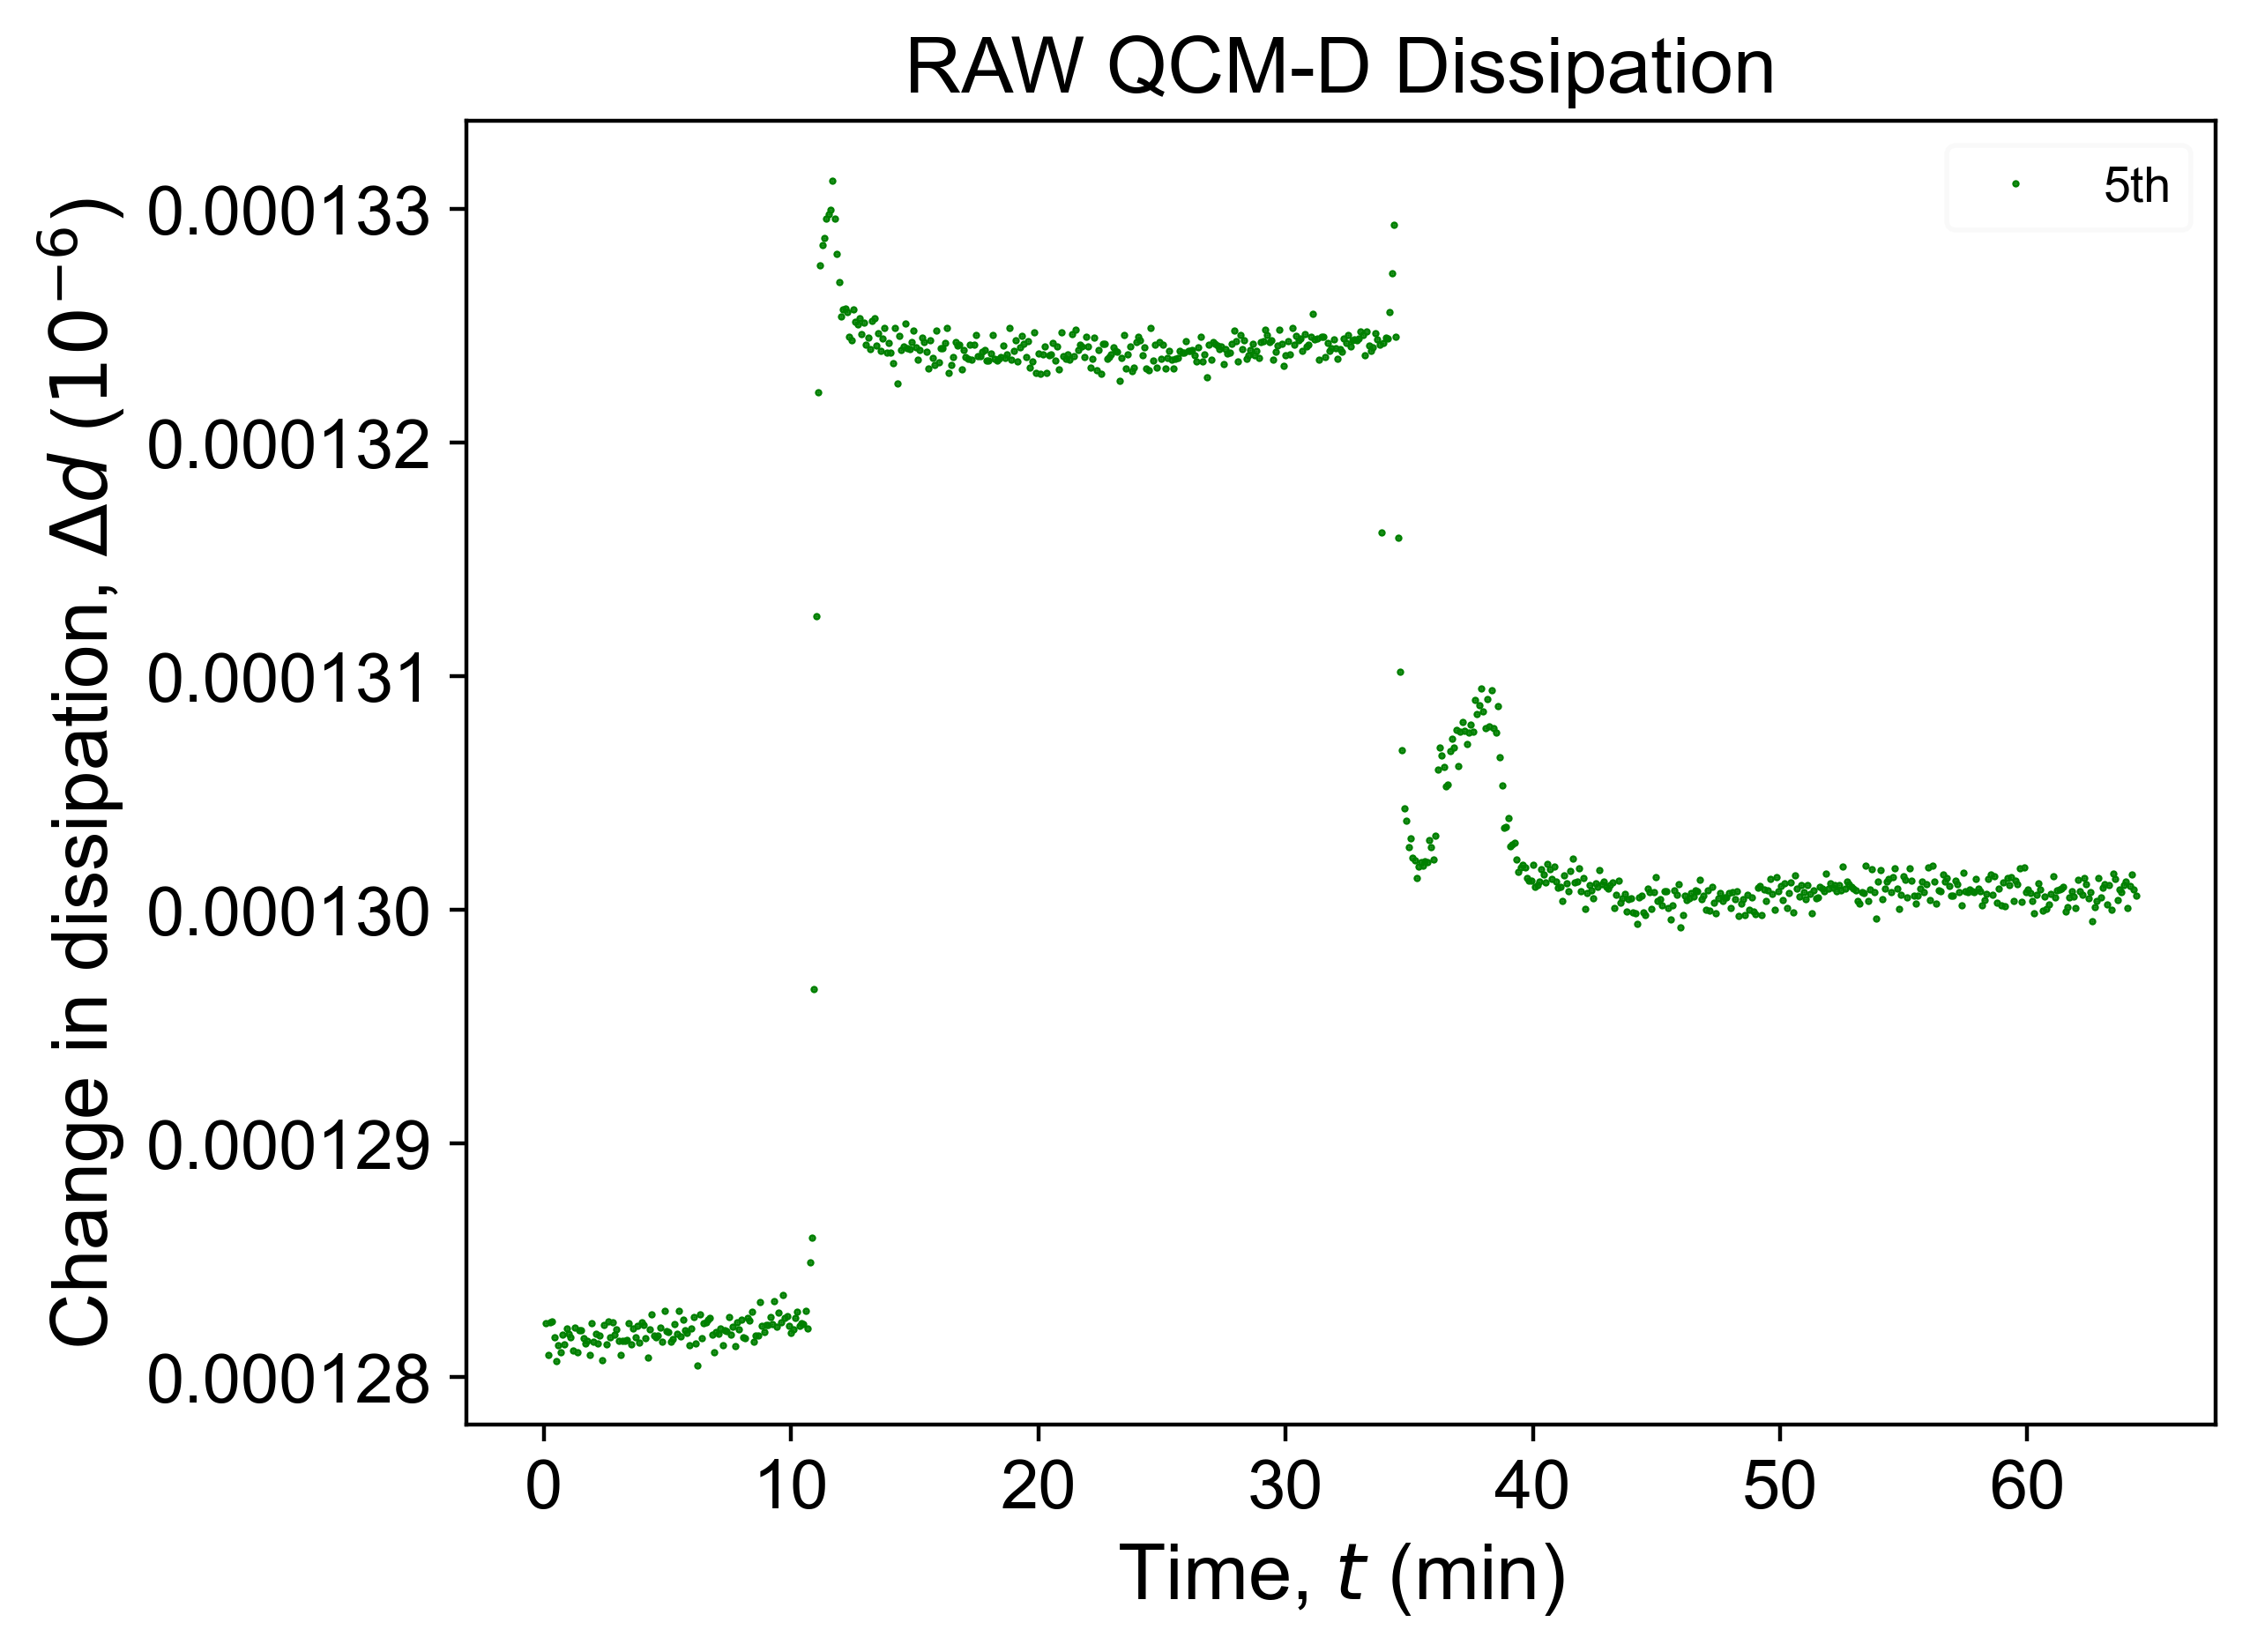 RAW QCM-D Dissipation
5th
Change in dissipation, Δd (10⁻⁶)
0.000133
0.000132
0.000131
0.000130
0.000129
0.000128
0 10 20 30 40 50 60
Time, t (min)